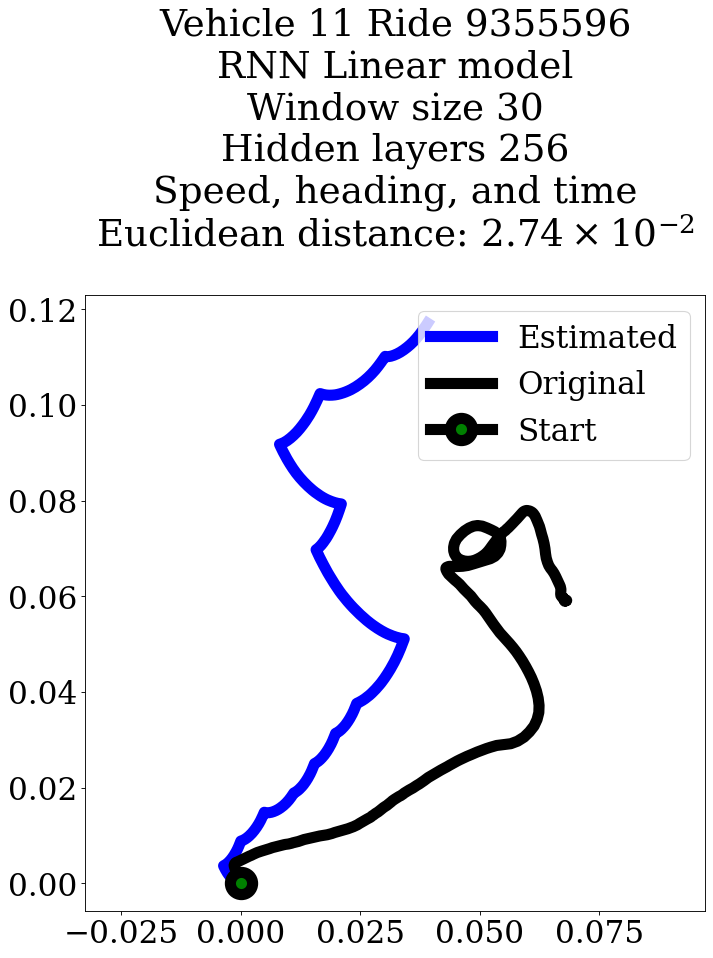 Vehicle 11 Ride 9355596
RNN Linear model
Window size 30
Hidden layers 256
Speed, heading, and time
Euclidean distance: 2.74 × 10⁻²
0.12
0.10
0.08
0.06
0.04
0.02
0.00
Estimated
Original
Start
−0.025 0.000 0.025 0.050 0.075